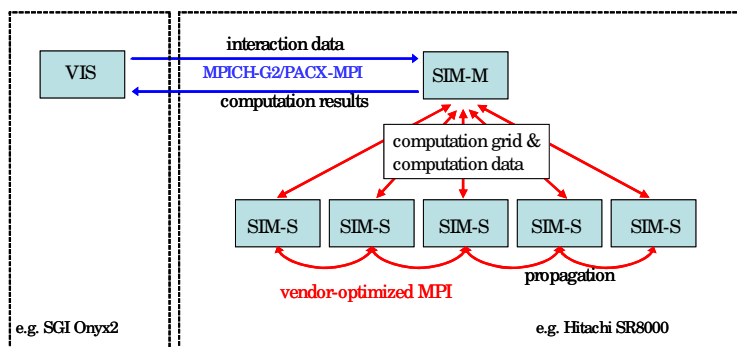 interaction data
VIS
MPICH-G2/PACX-MPI
SIM-M
computation results
computation grid &
computation data
SIM-S
SIM-S
SIM-S
SIM-S
SIM-S
propagation
vendor-optimized MPI
e.g. SGI Onyx2
e.g. Hitachi SR8000